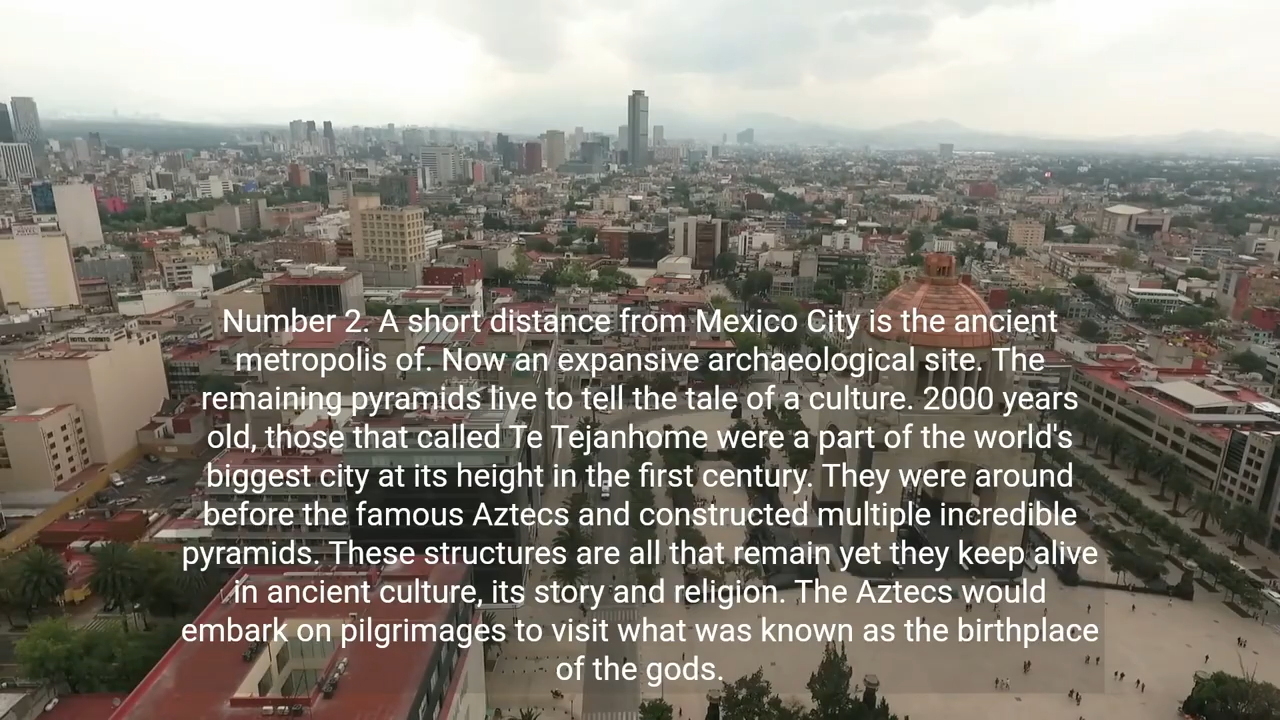 HOTEL CORINTO
Number 2. A short distance from Mexico City is the ancient
metropolis of. Now an expansive archaeological site. The
remaining pyramids live to tell the tale of a culture. 2000 years
old, those that called Te Tejanhome were a part of the world's
biggest city at its height in the first century. They were around
before the famous Aztecs and constructed multiple incredible
pyramids. These structures are all that remain yet they keep alive
in ancient culture, its story and religion. The Aztecs would
embark on pilgrimages to visit what was known as the birthplace
of the gods.